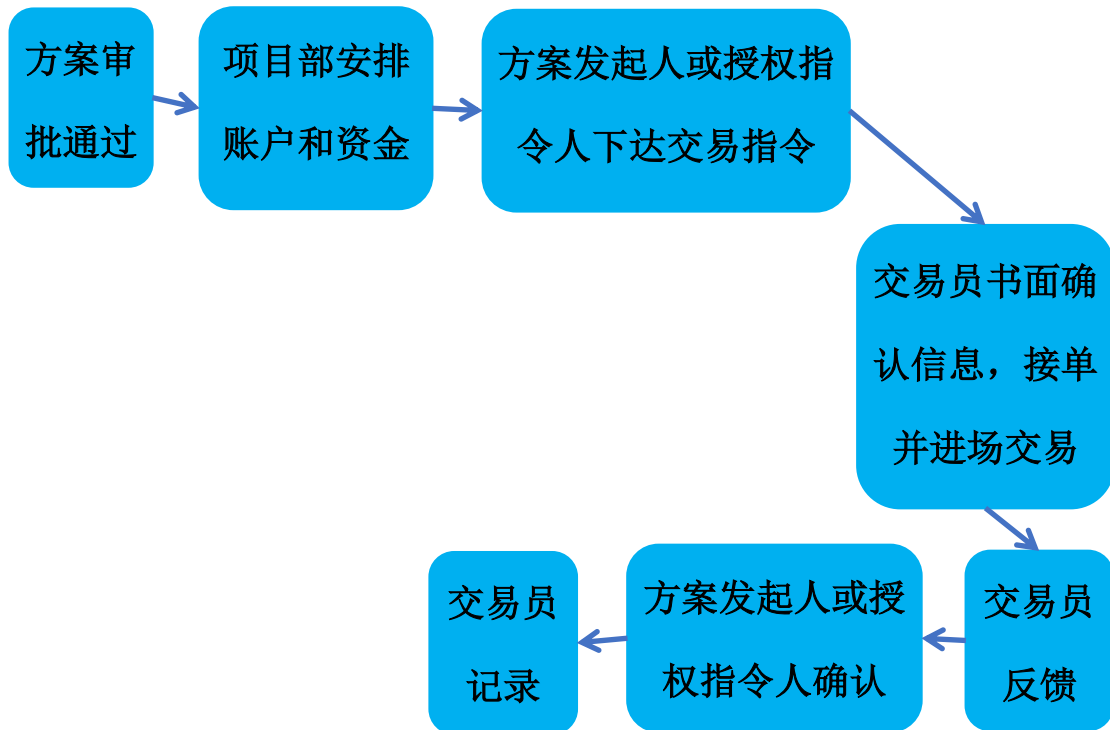 方案审
批通过
项目部安排
账户和资金
方案发起人或授权指
令人下达交易指令
交易员书面确
认信息，接单
并进场交易
交易员
反馈
方案发起人或授
权指令人确认
交易员
记录